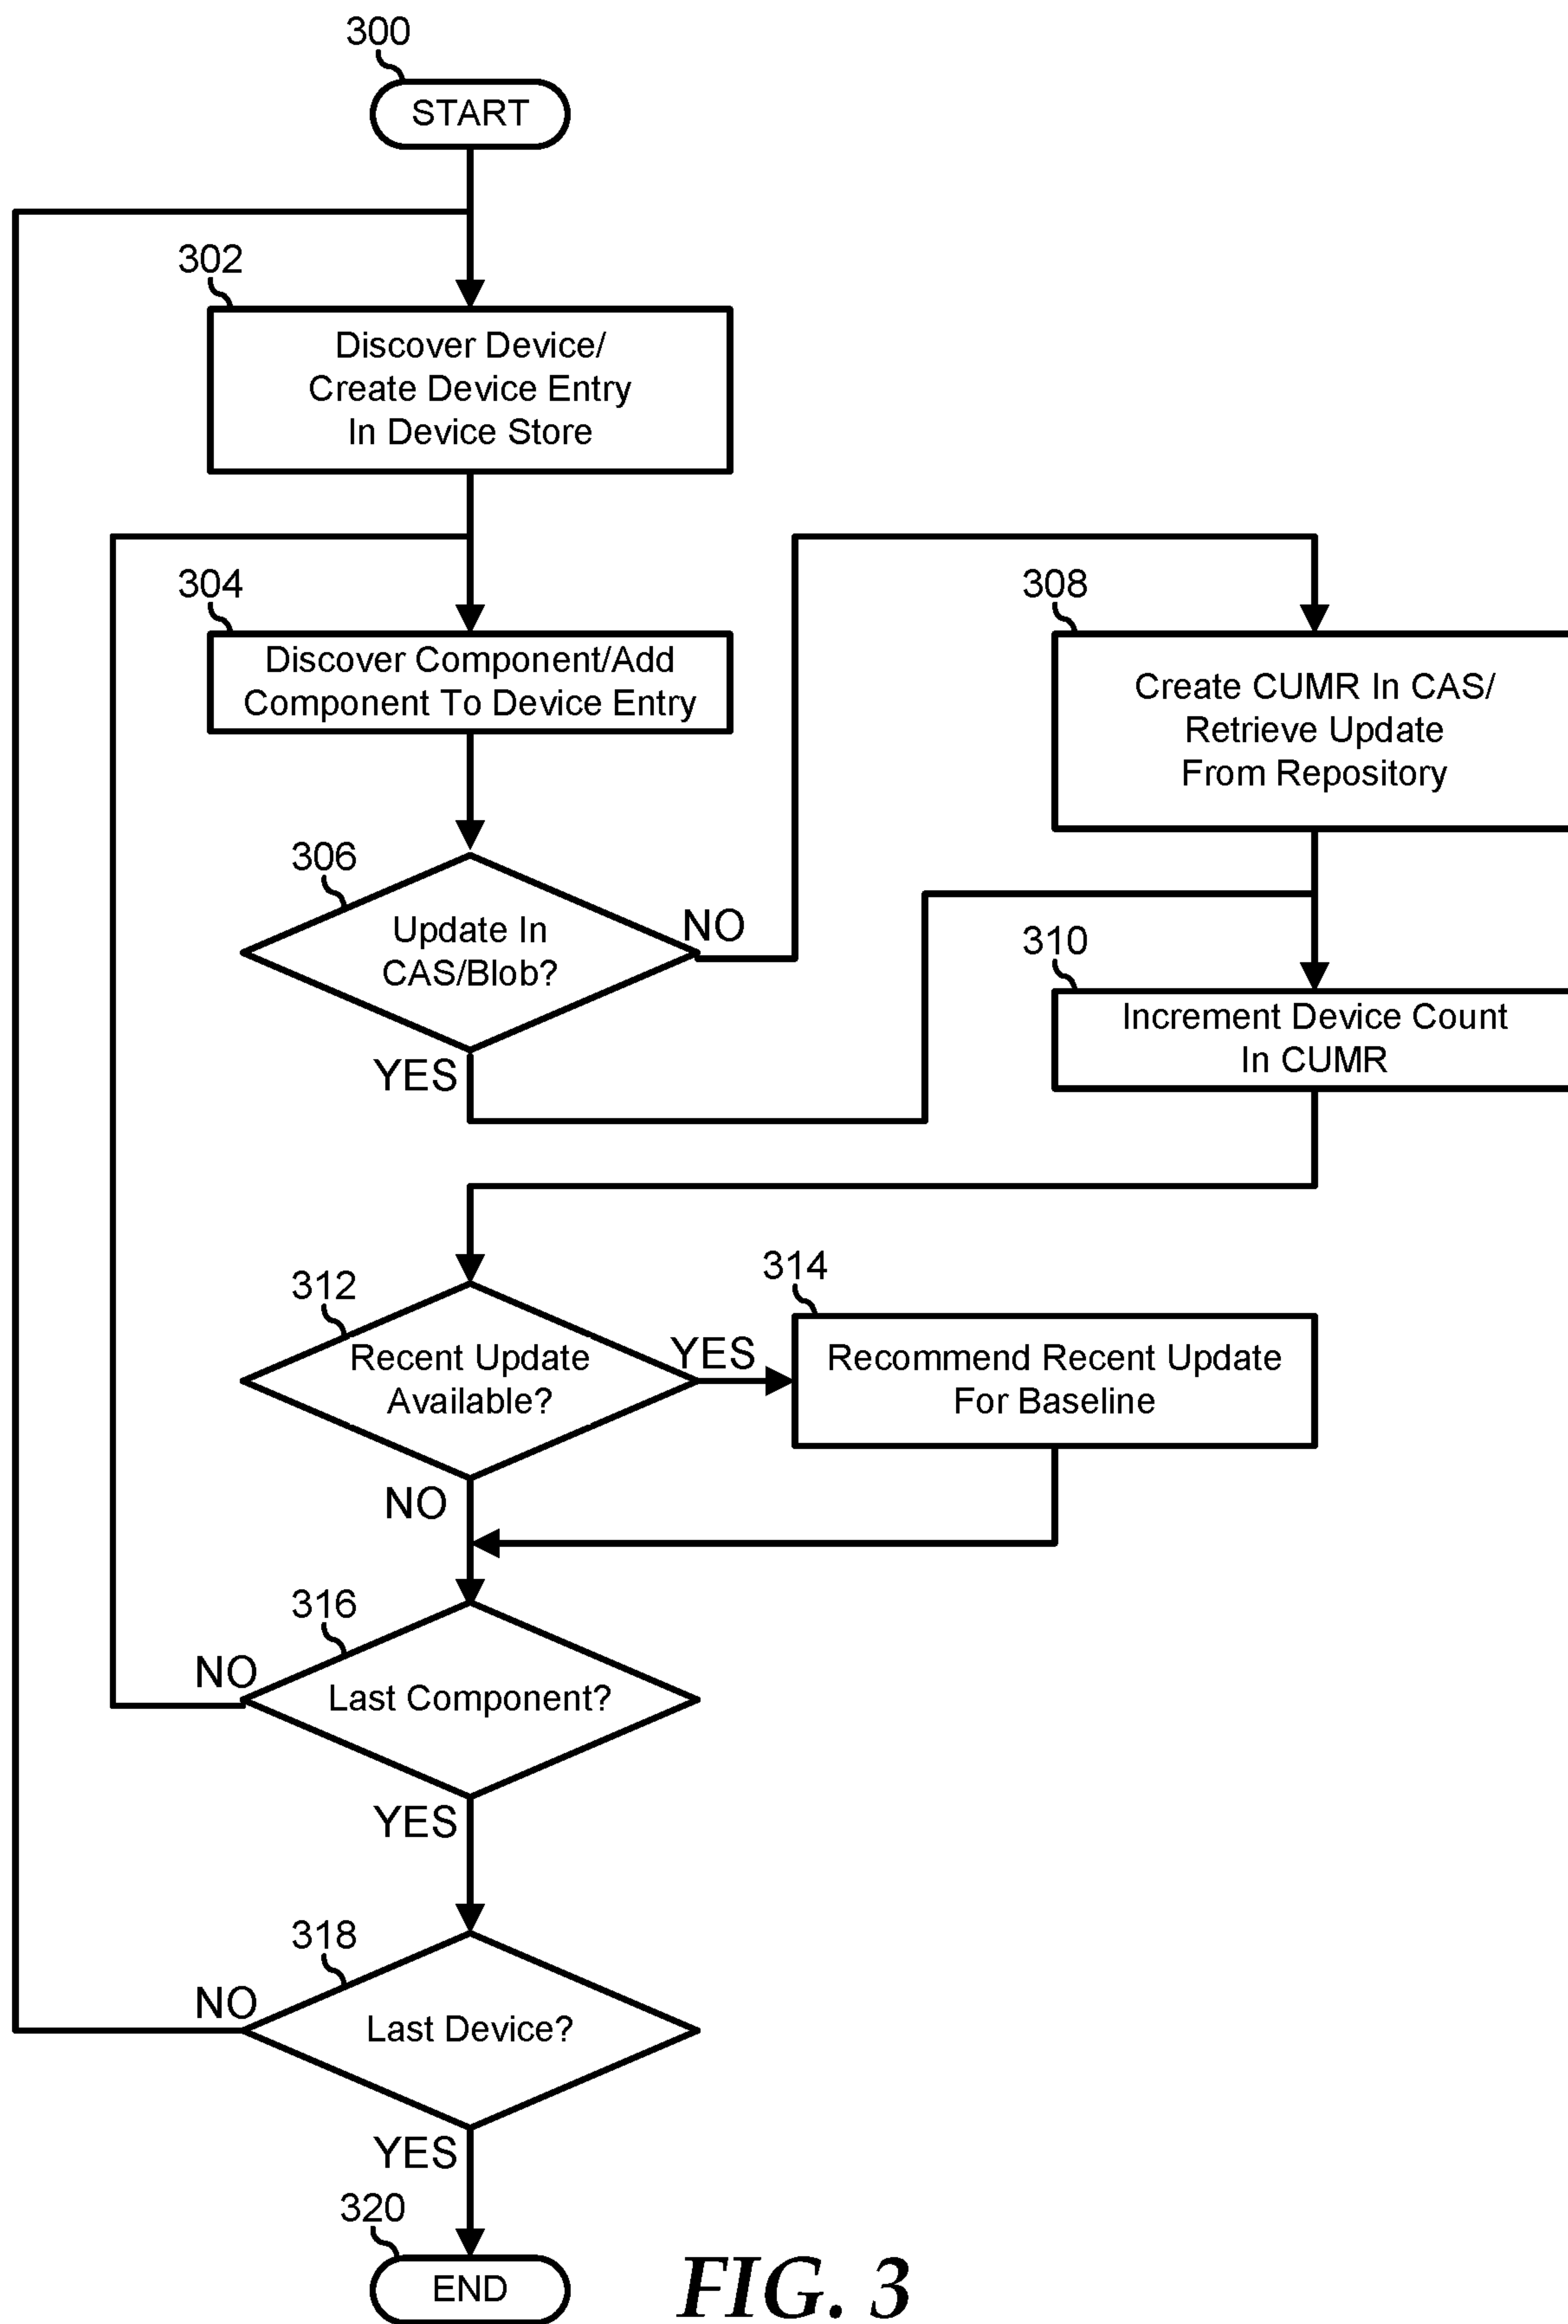 300
START
302
Discover Device/
Create Device Entry
In Device Store
304
Discover Component/Add
Component To Device Entry
306
Update In
CAS/Blob?
NO
YES
308
Create CUMR In CAS/
Retrieve Update
From Repository
310
Increment Device Count
In CUMR
312
Recent Update
Available?
YES
NO
314
Recommend Recent Update
For Baseline
316
Last Component?
NO
YES
318
Last Device?
NO
YES
320
END
FIG. 3